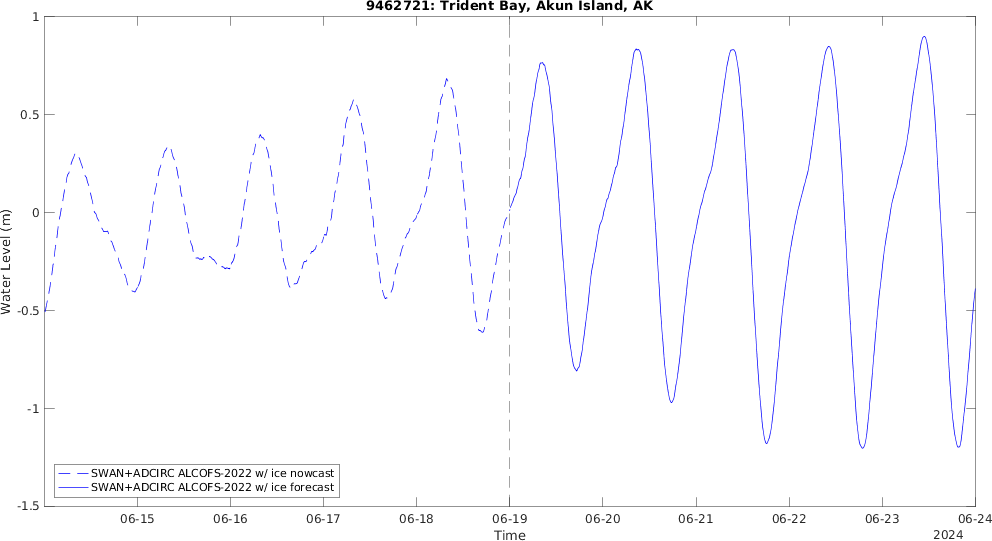 9462721: Trident Bay, Akun Island, AK
1
0.5
0
-0.5
-1
-1.5
Water Level (m)
SWAN+ADCIRC ALCOFS-2022 w/ ice nowcast
SWAN+ADCIRC ALCOFS-2022 w/ ice forecast
06-15 06-16 06-17 06-18 06-19 06-20 06-21 06-22 06-23 06-24
Time
2024